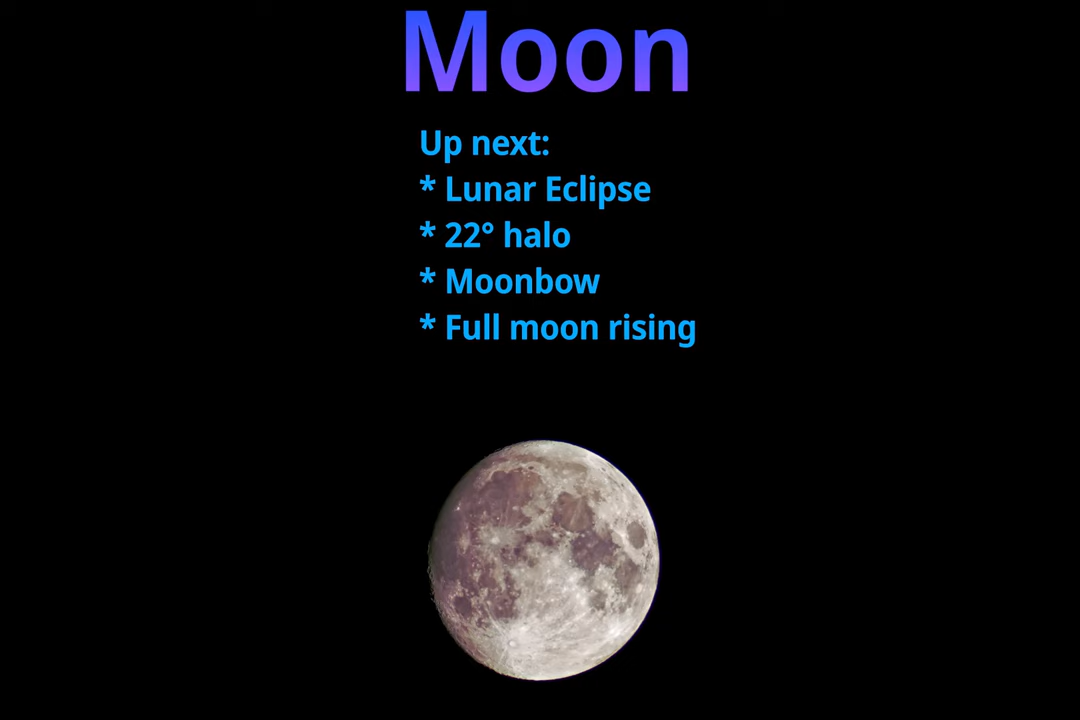 Moon
Up next:
* Lunar Eclipse
* 22° halo
* Moonbow
* Full moon rising